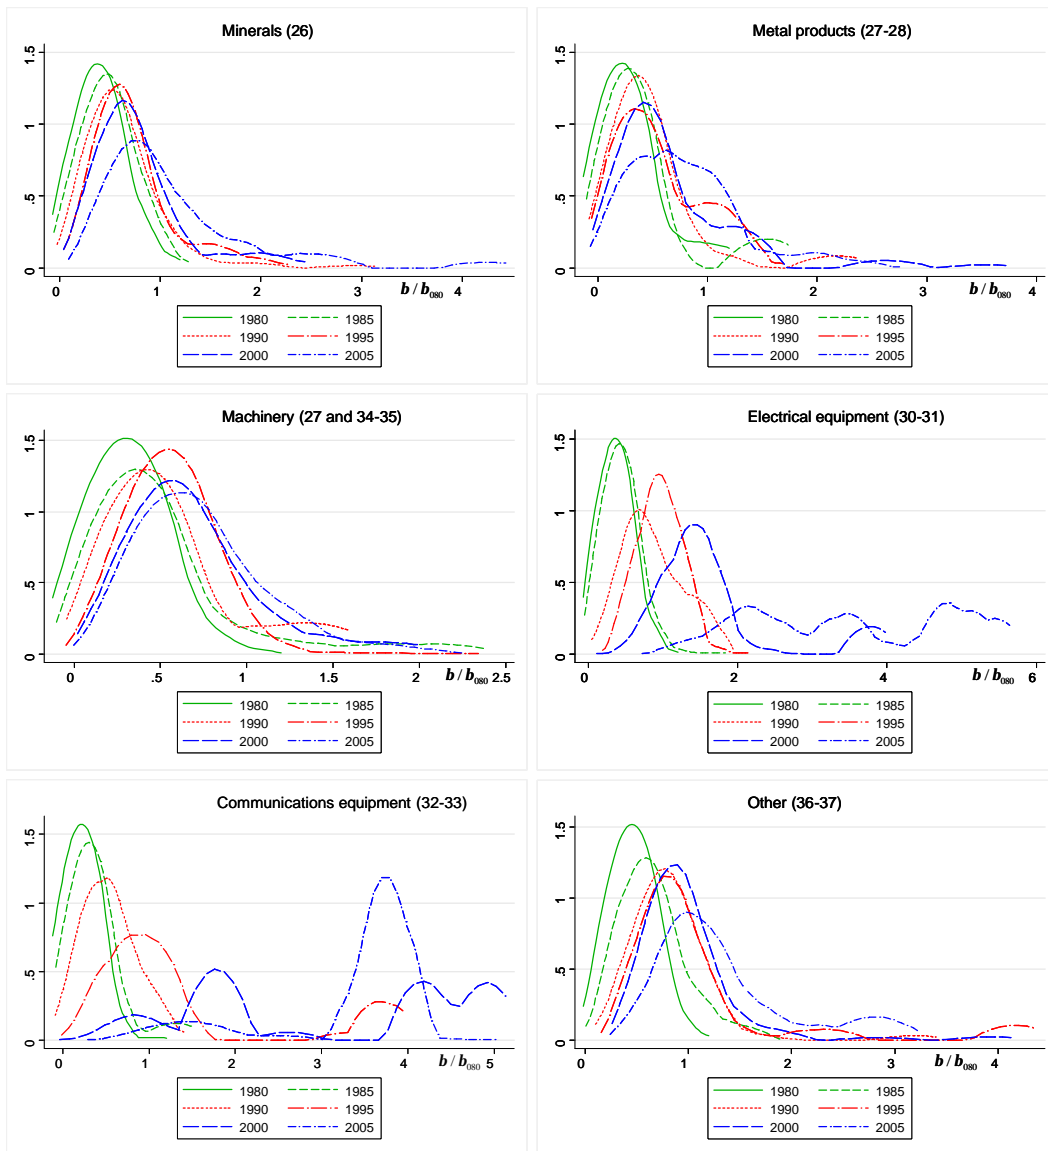 Minerals (26)
1.5
1
.5
0
0 1 2 3 4
b / b080
1980 1985
1990 1995
2000 2005
Metal products (27-28)
1.5
1
.5
0
0 1 2 3 4
b / b080
1980 1985
1990 1995
2000 2005
Machinery (27 and 34-35)
1.5
1
.5
0
0 .5 1 1.5 2 2.5
b / b080
1980 1985
1990 1995
2000 2005
Electrical equipment (30-31)
1.5
1
.5
0
0 2 4 6
b / b080
1980 1985
1990 1995
2000 2005
Communications equipment (32-33)
1.5
1
.5
0
0 1 2 3 4 5
b / b080
1980 1985
1990 1995
2000 2005
Other (36-37)
1.5
1
.5
0
0 1 2 3 4
b / b080
1980 1985
1990 1995
2000 2005